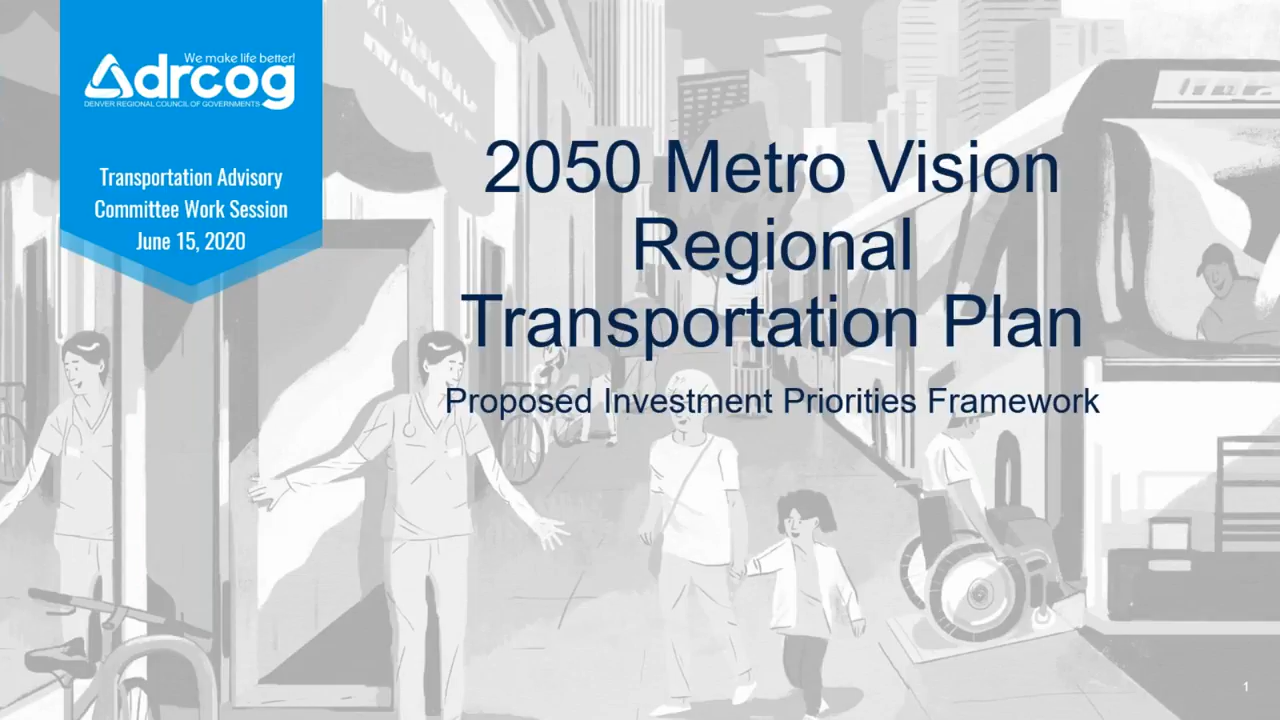 We make life better!
drcog
DENVER REGIONAL COUNCIL OF GOVERNMENTS
Transportation Advisory
Committee Work Session
June 15, 2020
2050 Metro Vision
Regional
Transportation Plan
Proposed Investment Priorities Framework
1